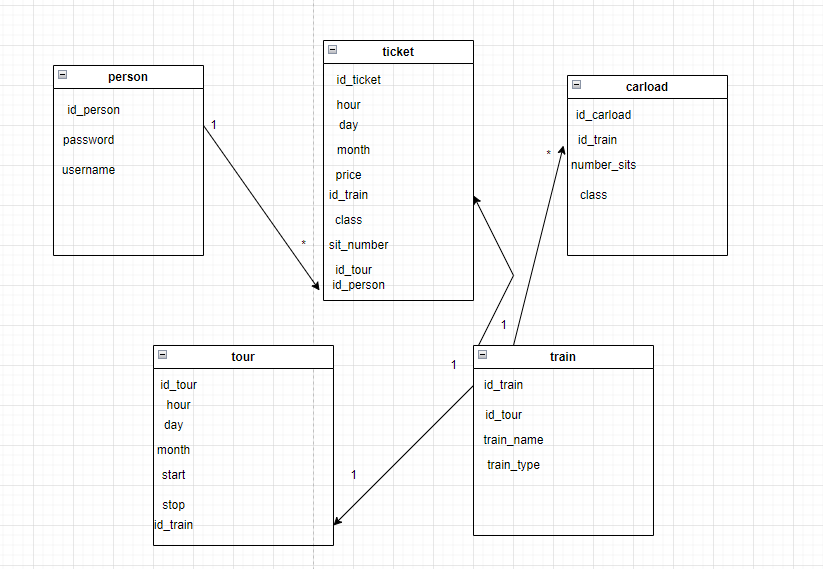 person
id_person
password
username
ticket
id_ticket
hour
day
month
price
id_train
class
sit_number
id_tour
id_person
carload
id_carload
id_train
number_sits
class
1
*
*
1
1
1
tour
id_tour
hour
day
month
start
stop
id_train
train
id_train
id_tour
train_name
train_type